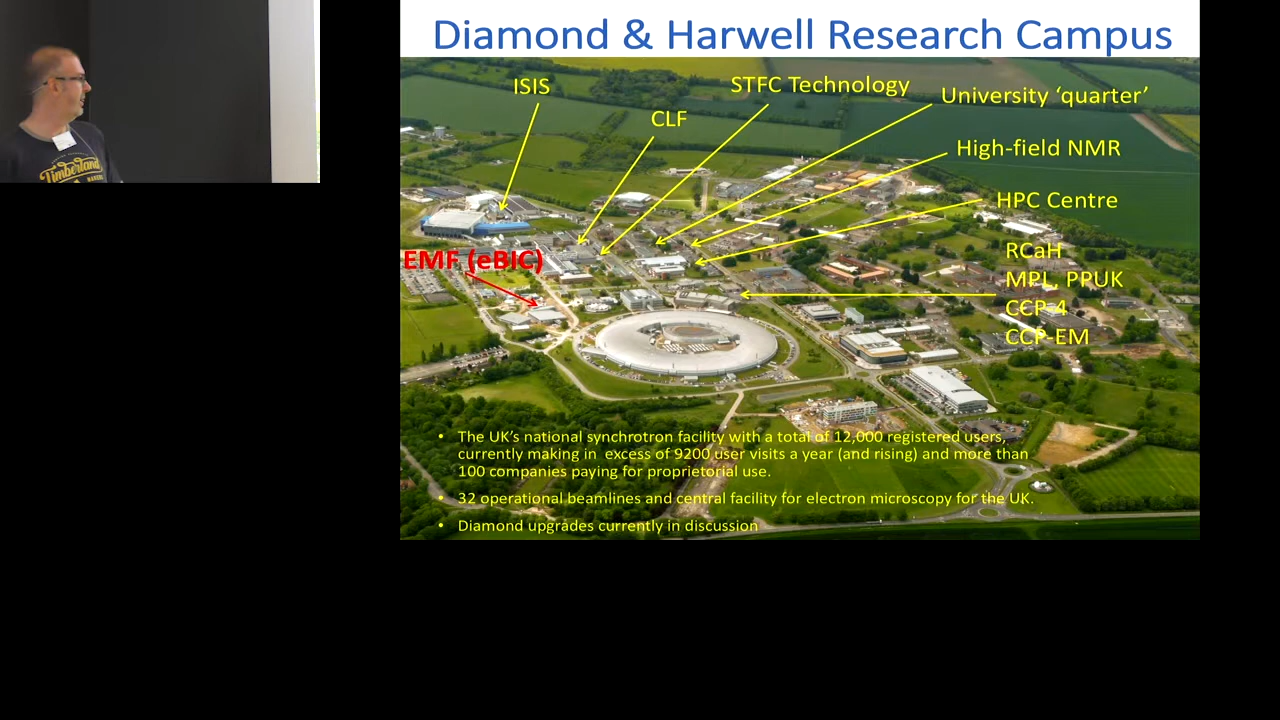 Diamond & Harwell Research Campus
ISIS
STFC Technology
University ‘quarter’
CLF
High-field NMR
HPC Centre
EMF (eBIC)
RCaH
MPL, PPUK
CCP-4
CCP-EM
• The UK’s national synchrotron facility with a total of 12,000 registered users,
currently making in excess of 9200 user visits a year (and rising) and more than
100 companies paying for proprietorial use.
• 32 operational beamlines and central facility for electron microscopy for the UK.
• Diamond upgrades currently in discussion
Timberland